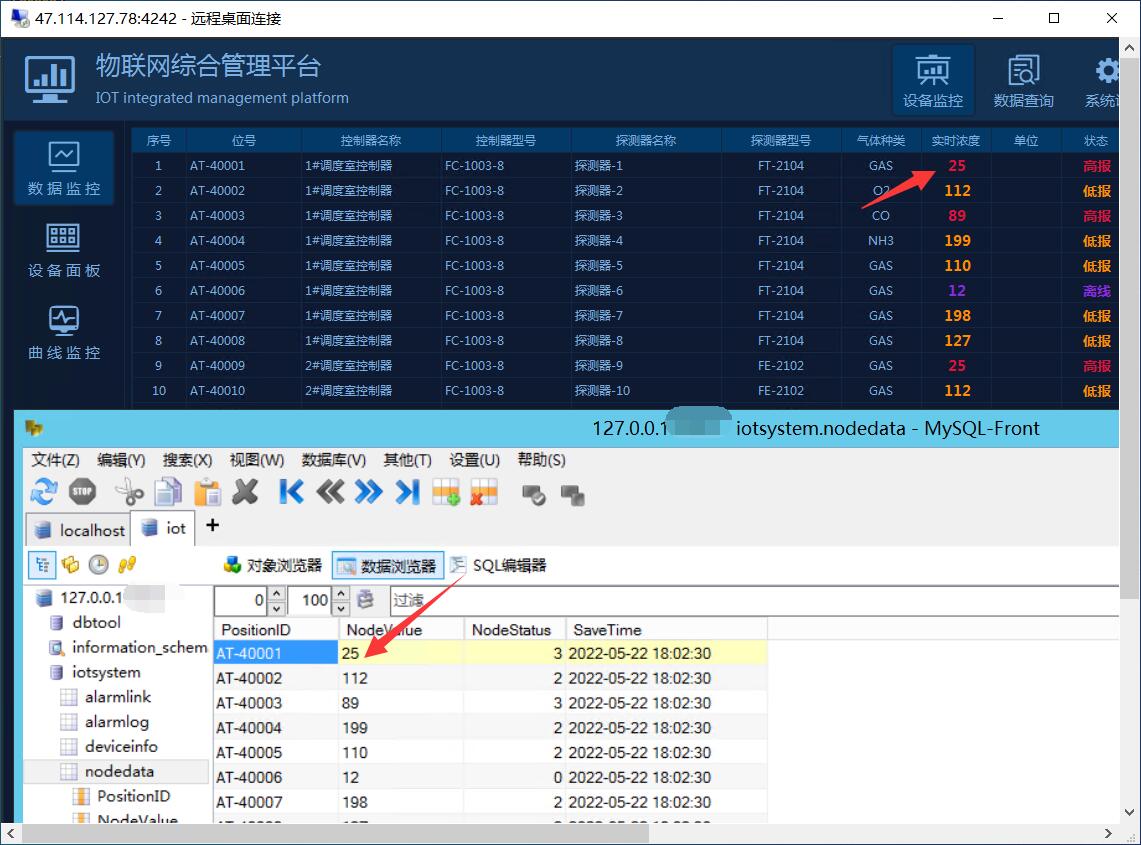 47.114.127.78:4242 - 远程桌面连接
物联网综合管理平台
IOT integrated management platform
设备监控 数据查询 系统
数据监控
设备面板
曲线监控
序号 位号 控制器名称 控制器型号 探测器名称 探测器型号 气体种类 实时浓度 单位 状态
1 AT-40001 1#调度室控制器 FC-1003-8 探测器-1 FT-2104 GAS 25 高报
2 AT-40002 1#调度室控制器 FC-1003-8 探测器-2 FT-2104 O2 112 低报
3 AT-40003 1#调度室控制器 FC-1003-8 探测器-3 FT-2104 CO 89 高报
4 AT-40004 1#调度室控制器 FC-1003-8 探测器-4 FT-2104 NH3 199 低报
5 AT-40005 1#调度室控制器 FC-1003-8 探测器-5 FT-2104 GAS 110 低报
6 AT-40006 1#调度室控制器 FC-1003-8 探测器-6 FT-2104 GAS 12 离线
7 AT-40007 1#调度室控制器 FC-1003-8 探测器-7 FT-2104 GAS 198 低报
8 AT-40008 1#调度室控制器 FC-1003-8 探测器-8 FT-2104 GAS 127 低报
9 AT-40009 2#调度室控制器 FC-1003-8 探测器-9 FE-2102 GAS 25 高报
10 AT-40010 2#调度室控制器 FC-1003-8 探测器-10 FE-2102 GAS 112 低报
127.0.0.1 iotsystem.nodedata - MySQL-Front
文件(Z) 编辑(Y) 搜索(X) 视图(W) 数据库(V) 其他(T) 设置(U) 帮助(S)
STOP
localhost iot +
对象浏览器 数据浏览器 SQL编辑器
127.0.0.1
dbtool
information_schem
iotsystem
alarmlink
alarmlog
deviceinfo
nodedata
PositionID
NodeValue
0 100 过滤
PositionID NodeValue NodeStatus SaveTime
AT-40001 25 3 2022-05-22 18:02:30
AT-40002 112 2 2022-05-22 18:02:30
AT-40003 89 3 2022-05-22 18:02:30
AT-40004 199 2 2022-05-22 18:02:30
AT-40005 110 2 2022-05-22 18:02:30
AT-40006 12 0 2022-05-22 18:02:30
AT-40007 198 2 2022-05-22 18:02:30